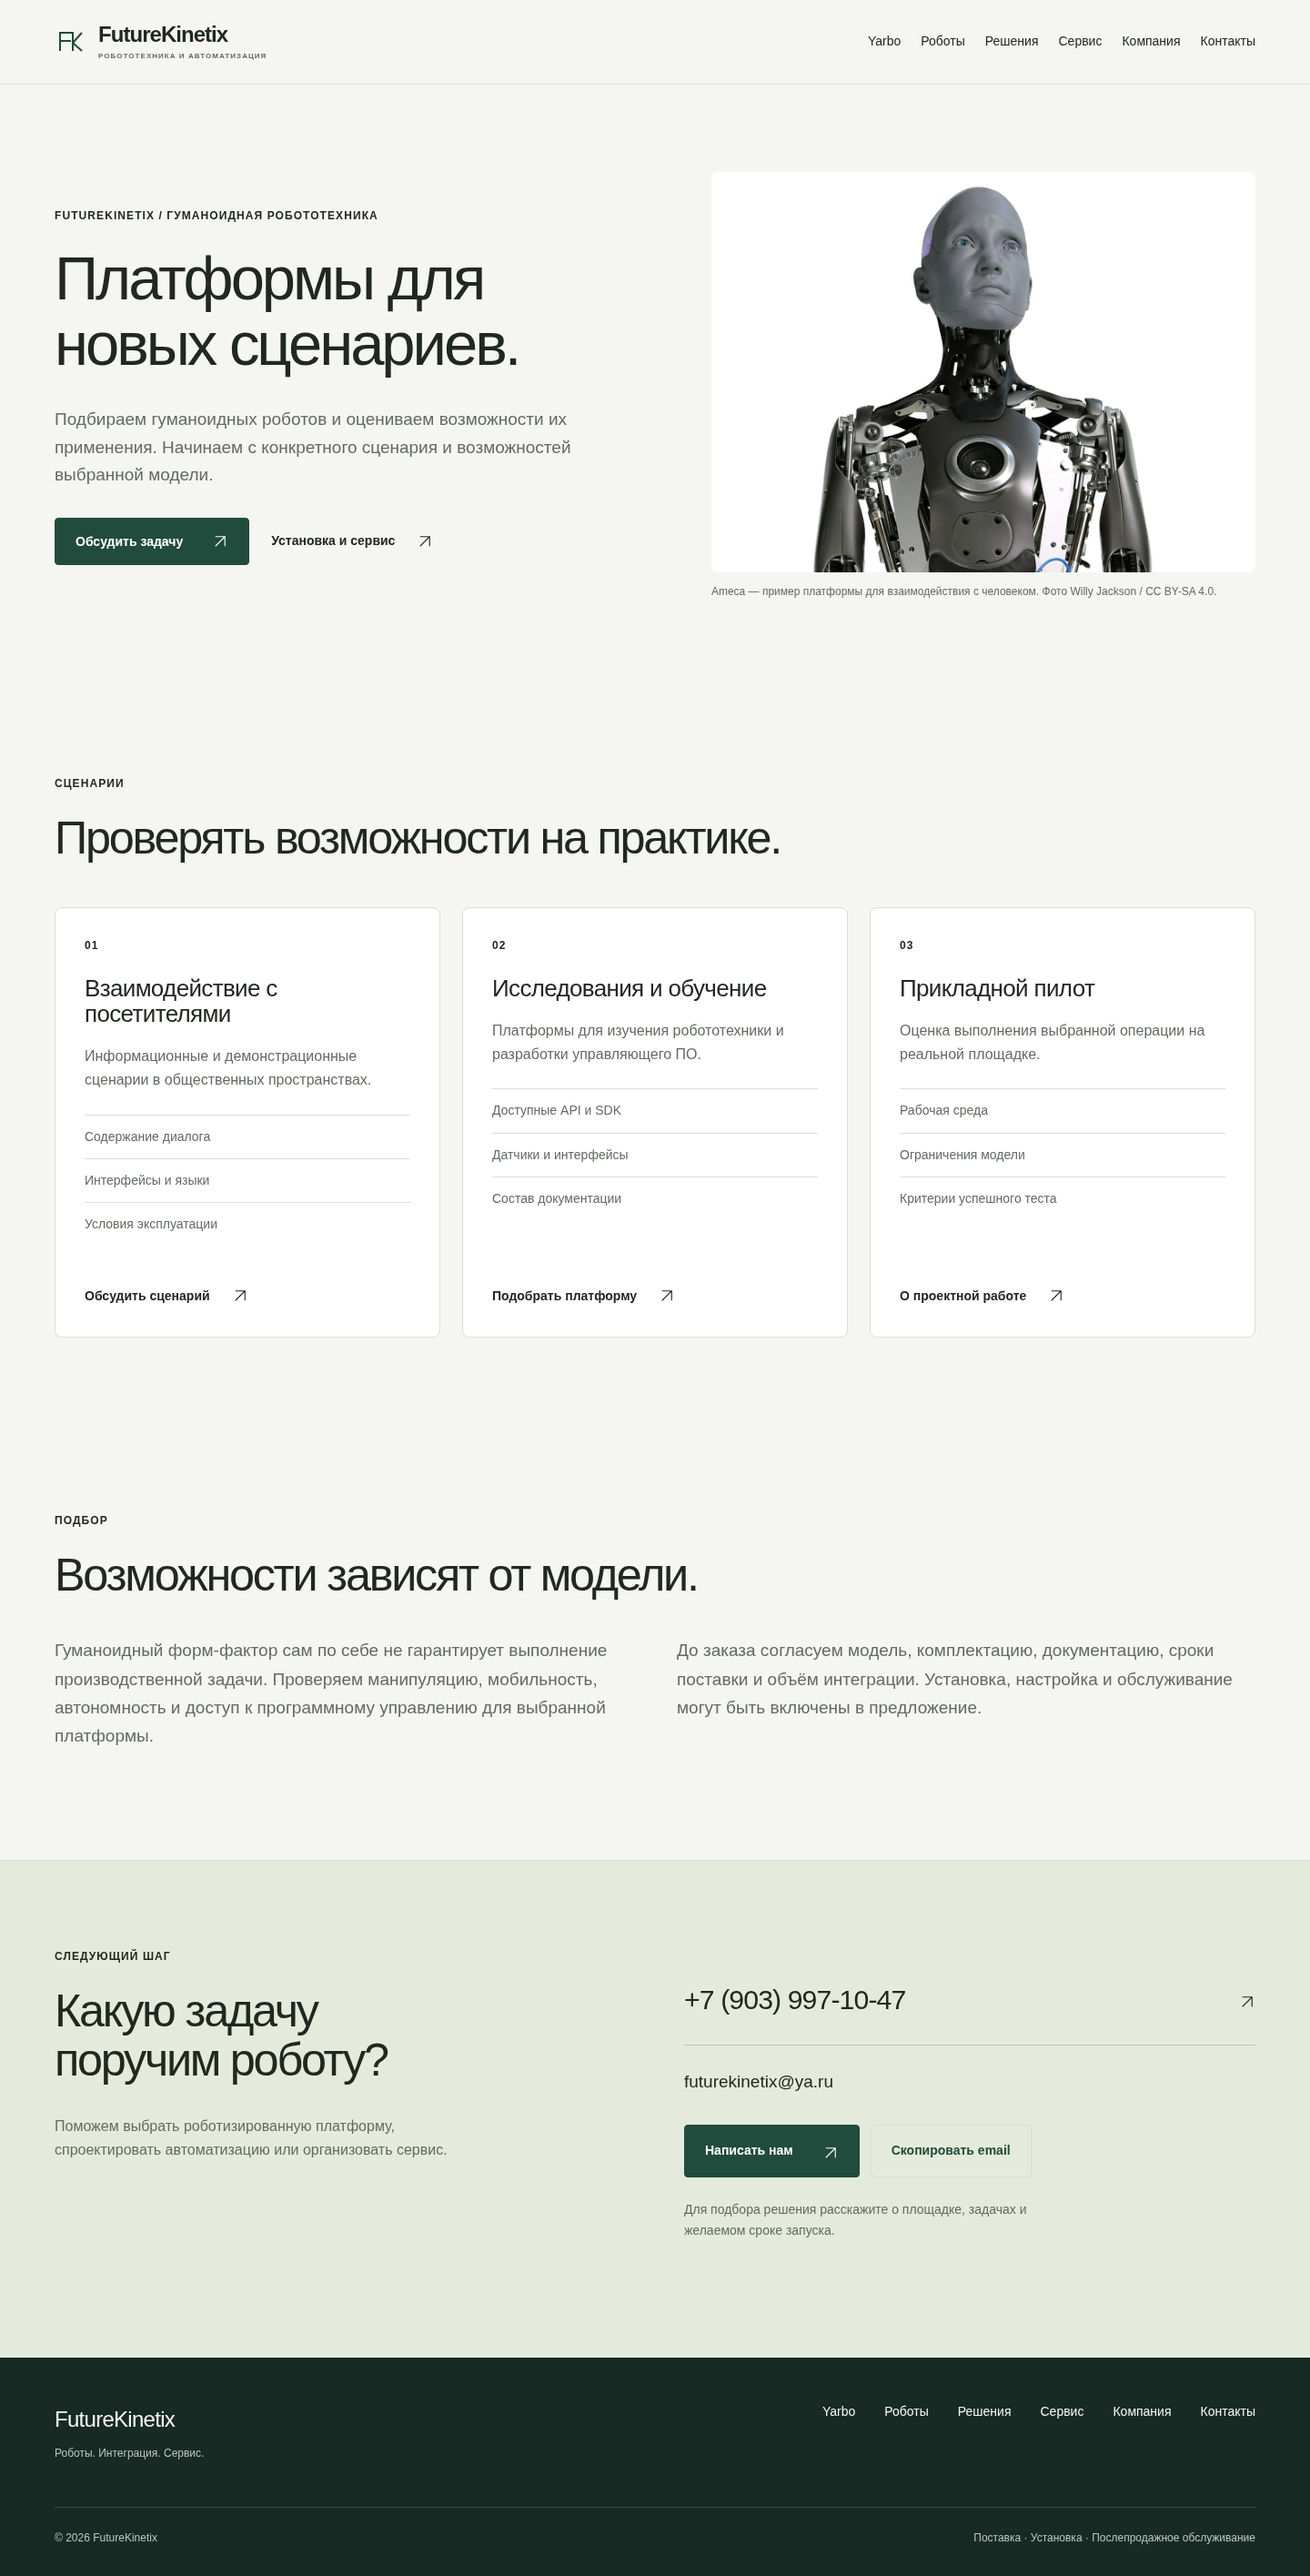 FK FutureKinetix
РОБОТОТЕХНИКА И АВТОМАТИЗАЦИЯ
Yarbo Роботы Решения Сервис Компания Контакты
FUTUREKINETIX / ГУМАНОИДНАЯ РОБОТОТЕХНИКА
Платформы для
новых сценариев.
Подбираем гуманоидных роботов и оцениваем возможности их
применения. Начинаем с конкретного сценария и возможностей
выбранной модели.
Обсудить задачу Установка и сервис
Ameca — пример платформы для взаимодействия с человеком. Фото Willy Jackson / CC BY-SA 4.0.
СЦЕНАРИИ
Проверять возможности на практике.
01
Взаимодействие с
посетителями
Информационные и демонстрационные
сценарии в общественных пространствах.
Содержание диалога
Интерфейсы и языки
Условия эксплуатации
Обсудить сценарий
02
Исследования и обучение
Платформы для изучения робототехники и
разработки управляющего ПО.
Доступные API и SDK
Датчики и интерфейсы
Состав документации
Подобрать платформу
03
Прикладной пилот
Оценка выполнения выбранной операции на
реальной площадке.
Рабочая среда
Ограничения модели
Критерии успешного теста
О проектной работе
ПОДБОР
Возможности зависят от модели.
Гуманоидный форм-фактор сам по себе не гарантирует выполнение
производственной задачи. Проверяем манипуляцию, мобильность,
автономность и доступ к программному управлению для выбранной
платформы.
До заказа согласуем модель, комплектацию, документацию, сроки
поставки и объём интеграции. Установка, настройка и обслуживание
могут быть включены в предложение.
СЛЕДУЮЩИЙ ШАГ
Какую задачу
поручим роботу?
Поможем выбрать роботизированную платформу,
спроектировать автоматизацию или организовать сервис.
+7 (903) 997-10-47
futurekinetix@ya.ru
Написать нам Скопировать email
Для подбора решения расскажите о площадке, задачах и
желаемом сроке запуска.
FutureKinetix
Роботы. Интеграция. Сервис.
Yarbo Роботы Решения Сервис Компания Контакты
© 2026 FutureKinetix
Поставка · Установка · Послепродажное обслуживание